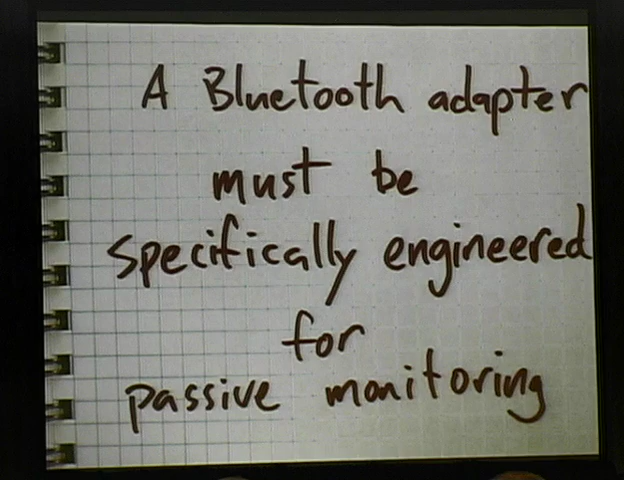 A Bluetooth adapter
must be
specifically engineered
for
passive monitoring